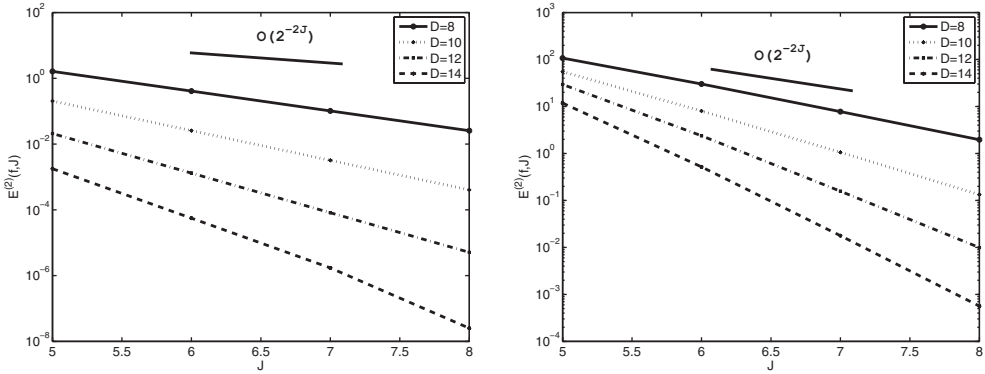 10^2
10^0
10^-2
10^-4
10^-6
10^-8
E^(2)(f,J)
5
5.5
6
6.5
7
7.5
8
J
O(2^-2J)
D=8
D=10
D=12
D=14
10^3
10^2
10^1
10^0
10^-1
10^-2
10^-3
10^-4
E^(2)(f,J)
5
5.5
6
6.5
7
7.5
8
J
O(2^-2J)
D=8
D=10
D=12
D=14